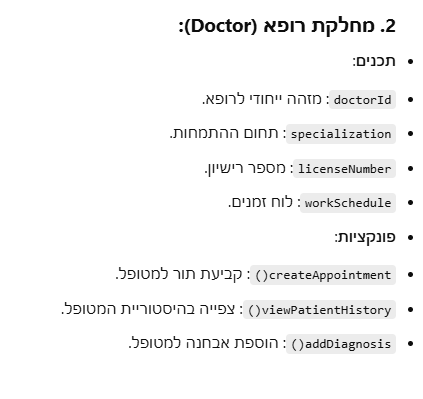 2. מחלקת רופא (Doctor):
תכנים:
doctorId: מזהה ייחודי לרופא.
specialization: תחום ההתמחות.
licenseNumber: מספר רישיון.
workSchedule: לוח זמנים.
פונקציות:
createAppointment(): קביעת תור למטופל.
viewPatientHistory(): צפייה בהיסטוריית המטופל.
addDiagnosis(): הוספת אבחנה למטופל.